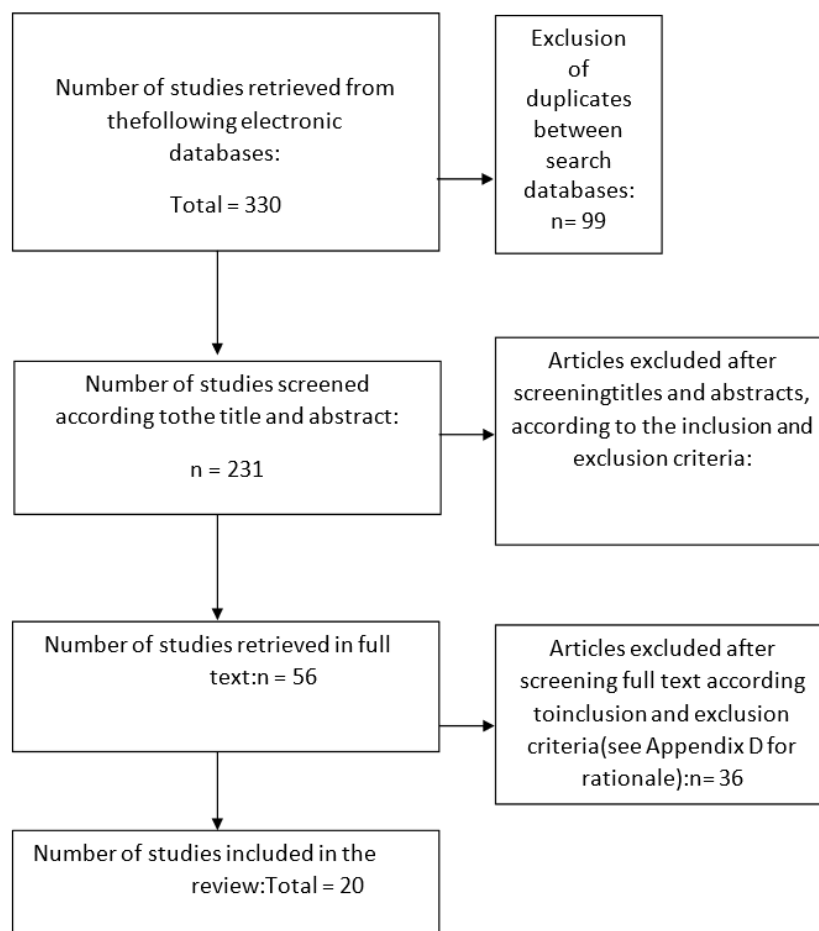 Number of studies retrieved from
thefollowing electronic
databases:
Total = 330
Exclusion
of
duplicates
between
search
databases:
n= 99
Number of studies screened
according tothe title and abstract:
n = 231
Articles excluded after
screeningtitles and abstracts,
according to the inclusion and
exclusion criteria:
Number of studies retrieved in full
text:n = 56
Articles excluded after
screening full text according
toinclusion and exclusion
criteria(see Appendix D for
rationale):n= 36
Number of studies included in the
review:Total = 20